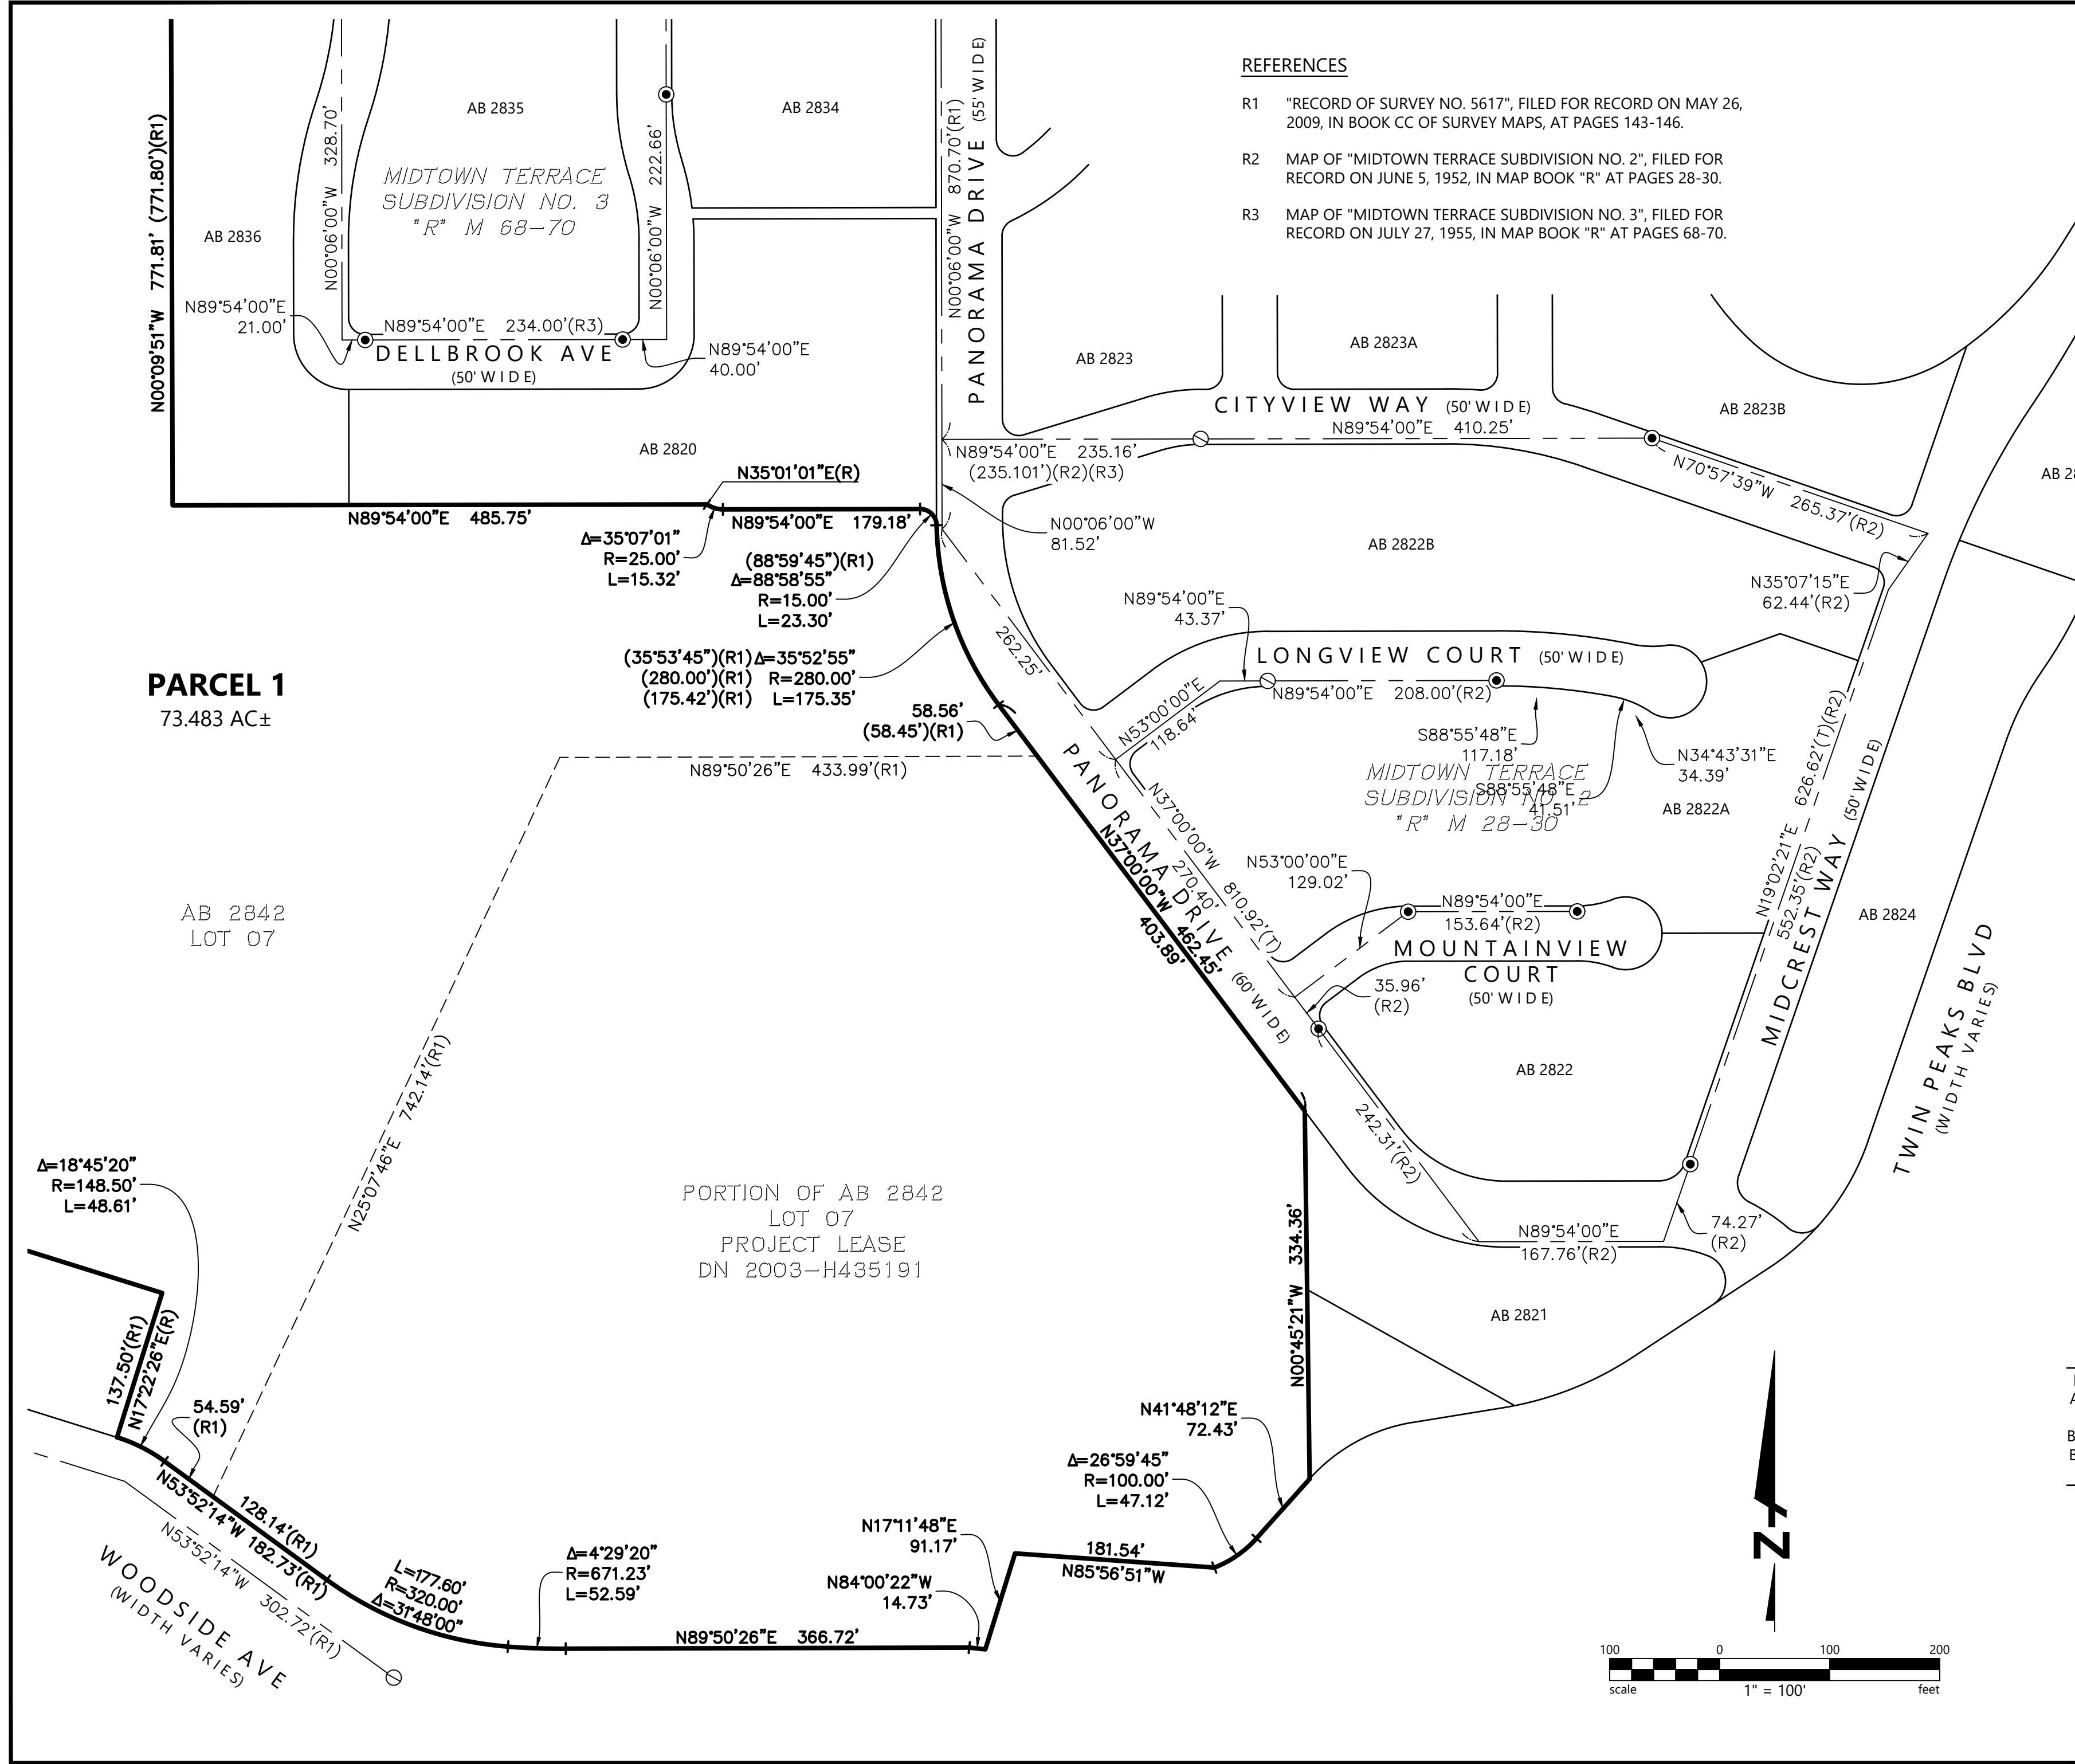 REFERENCES
R1 "RECORD OF SURVEY NO. 5617", FILED FOR RECORD ON MAY 26,
2009, IN BOOK CC OF SURVEY MAPS, AT PAGES 143-146.
R2 MAP OF "MIDTOWN TERRACE SUBDIVISION NO. 2", FILED FOR
RECORD ON JUNE 5, 1952, IN MAP BOOK "R" AT PAGES 28-30.
R3 MAP OF "MIDTOWN TERRACE SUBDIVISION NO. 3", FILED FOR
RECORD ON JULY 27, 1955, IN MAP BOOK "R" AT PAGES 68-70.
N00°09'51"W 771.81' (771.80')(R1)
AB 2836
N00°06'00"W 328.70'
AB 2835
MIDTOWN TERRACE
SUBDIVISION NO. 3
"R" M 68-70
N00°06'00"W 222.66'
AB 2834
N00°06'00"W 870.70'(R1)
PANORAMA DRIVE (55' WIDE)
N89°54'00"E
21.00'
N89°54'00"E 234.00'(R3)
DELLBROOK AVE
(50' WIDE)
N89°54'00"E
40.00'
AB 2823
AB 2823A
AB 2823B
CITYVIEW WAY (50' WIDE)
N89°54'00"E 410.25'
N89°54'00"E 235.16'
(235.101')(R2)(R3)
N70°57'39"W 265.37'(R2)
AB 2820
N35°01'01"E(R)
N89°54'00"E 485.75'
N89°54'00"E 179.18'
Δ=35°07'01"
R=25.00'
L=15.32'
(88°59'45")(R1)
Δ=88°58'55"
R=15.00'
L=23.30'
N00°06'00"W
81.52'
AB 2822B
N35°07'15"E
62.44'(R2)
N89°54'00"E
43.37'
262.25'
(35°53'45")(R1) Δ=35°52'55"
(280.00')(R1) R=280.00'
(175.42')(R1) L=175.35'
58.56'
(58.45')(R1)
LONGVIEW COURT (50' WIDE)
N89°54'00"E 208.00'(R2)
N53°00'00"E
118.64'
S88°55'48"E
117.18'
N34°43'31"E
34.39'
S88°55'48"E
41.51'
MIDTOWN TERRACE
SUBDIVISION NO. 2
"R" M 28-30
AB 2822A
PARCEL 1
73.483 AC±
N89°50'26"E 433.99'(R1)
PANORAMA DRIVE (60' WIDE)
N37°00'00"W 810.92'(T)
270.40'
N37°00'00"W 462.45'
403.89'
N53°00'00"E
129.02'
N89°54'00"E
153.64'(R2)
MOUNTAINVIEW
COURT
(50' WIDE)
35.96'
(R2)
N19°02'21"E 626.62'(T)(R2)
552.35'(R2)
MIDCREST WAY (50' WIDE)
AB 2824
TWIN PEAKS BLVD
(WIDTH VARIES)
AB 2842
LOT 07
N25°07'46"E 742.14'(R1)
AB 2822
242.31'(R2)
N89°54'00"E
167.76'(R2)
74.27'
(R2)
AB 2821
PORTION OF AB 2842
LOT 07
PROJECT LEASE
DN 2003-H435191
N00°45'21"W 334.36'
Δ=18°45'20"
R=148.50'
L=48.61'
137.50'(R1)
N17°22'26"E(R)
54.59'
(R1)
128.14'(R1)
N53°52'14"W 182.73'(R1)
N53°52'14"W 302.72'(R1)
WOODSIDE AVE
(WIDTH VARIES)
L=177.60'
R=320.00'
Δ=31°48'00"
Δ=4°29'20"
R=671.23'
L=52.59'
N89°50'26"E 366.72'
N84°00'22"W
14.73'
N17°11'48"E
91.17'
181.54'
N85°56'51"W
Δ=26°59'45"
R=100.00'
L=47.12'
N41°48'12"E
72.43'
N
100 0 100 200
scale 1" = 100' feet